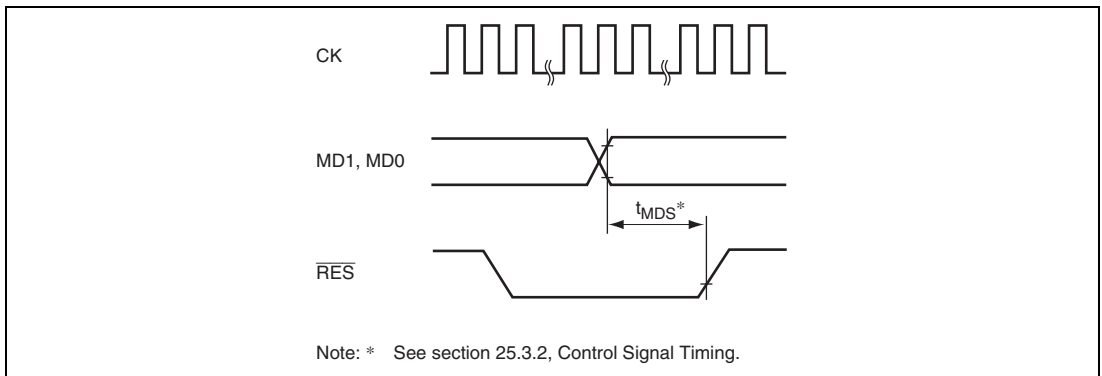 CK
MD1, MD0
tMDS*
RES
Note: * See section 25.3.2, Control Signal Timing.